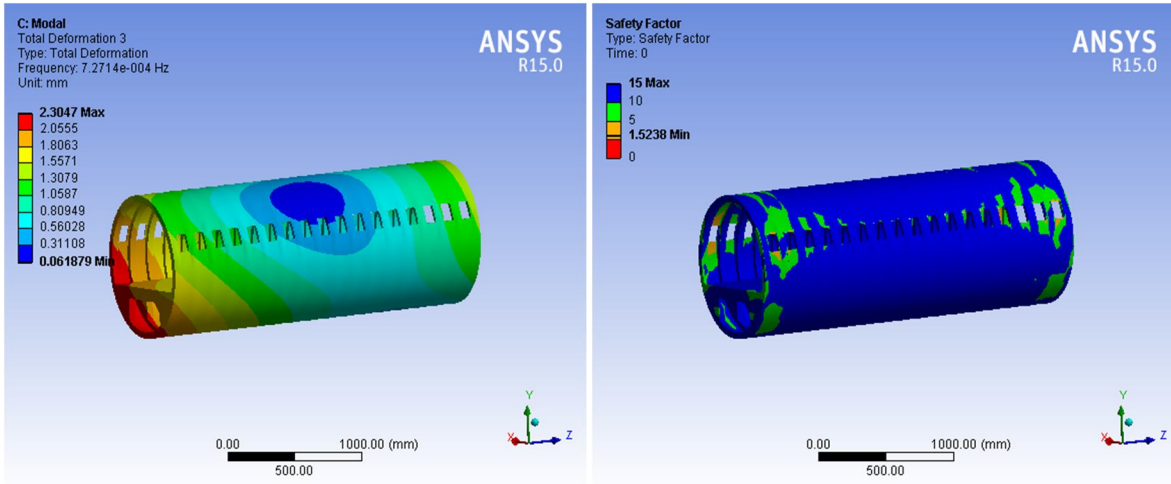 C: Modal
Total Deformation 3
Type: Total Deformation
Frequency: 7.2714e-004 Hz
Unit: mm
ANSYS
R15.0
2.3047 Max
2.0555
1.8063
1.5571
1.3079
1.0587
0.80949
0.56028
0.31108
0.061879 Min
Y
X
Z
0.00
1000.00 (mm)
500.00
Safety Factor
Type: Safety Factor
Time: 0
ANSYS
R15.0
15 Max
10
5
1.5238 Min
0
Y
X
Z
0.00
1000.00 (mm)
500.00